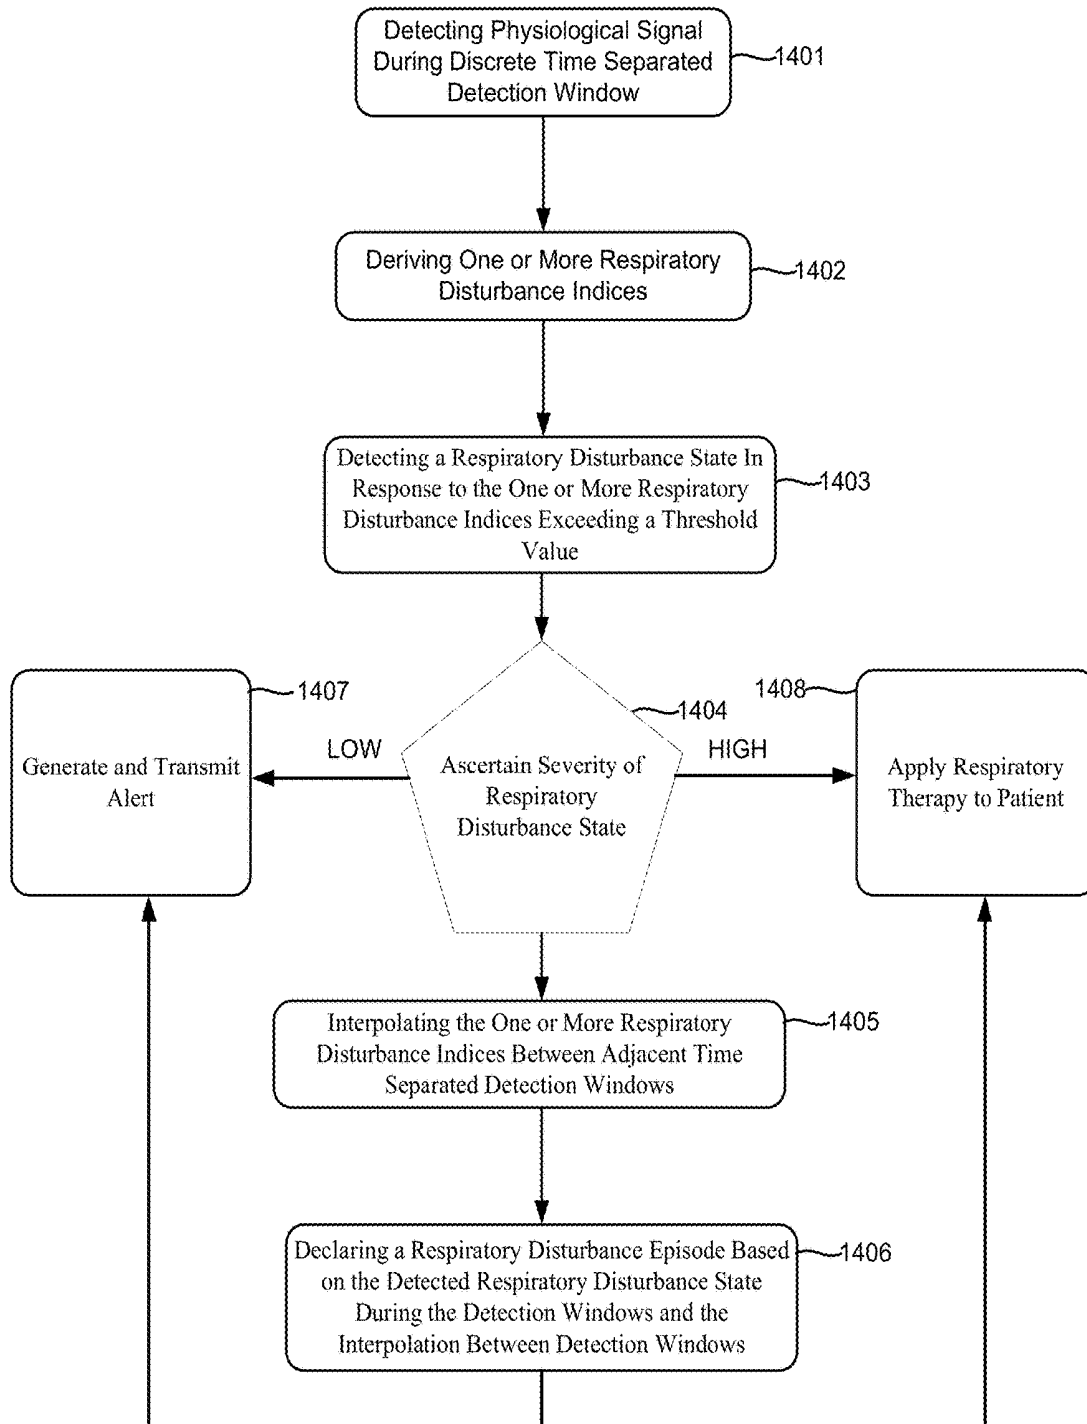 Detecting Physiological Signal
During Discrete Time Separated
Detection Window
1401
Deriving One or More Respiratory
Disturbance Indices
1402
Detecting a Respiratory Disturbance State In
Response to the One or More Respiratory
Disturbance Indices Exceeding a Threshold
Value
1403
1407
Generate and Transmit
Alert
LOW
1404
Ascertain Severity of
Respiratory
Disturbance State
HIGH
1408
Apply Respiratory
Therapy to Patient
Interpolating the One or More Respiratory
Disturbance Indices Between Adjacent Time
Separated Detection Windows
1405
Declaring a Respiratory Disturbance Episode Based
on the Detected Respiratory Disturbance State
During the Detection Windows and the
Interpolation Between Detection Windows
1406